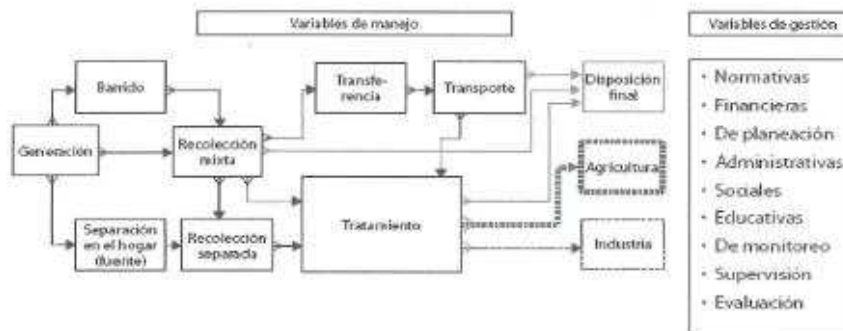 Variables de manejo
Variables de gestión
Barrido
Transfe-
rencia
Transporte
Disposición
final
Generación
Recolección
mixta
Agricultura
Separación
en el hogar
(fuente)
Recolección
separada
Tratamiento
Industria
• Normativas
• Financieras
• De planeación
• Administrativas
• Sociales
• Educativas
• De monitoreo
• Supervisión
• Evaluación